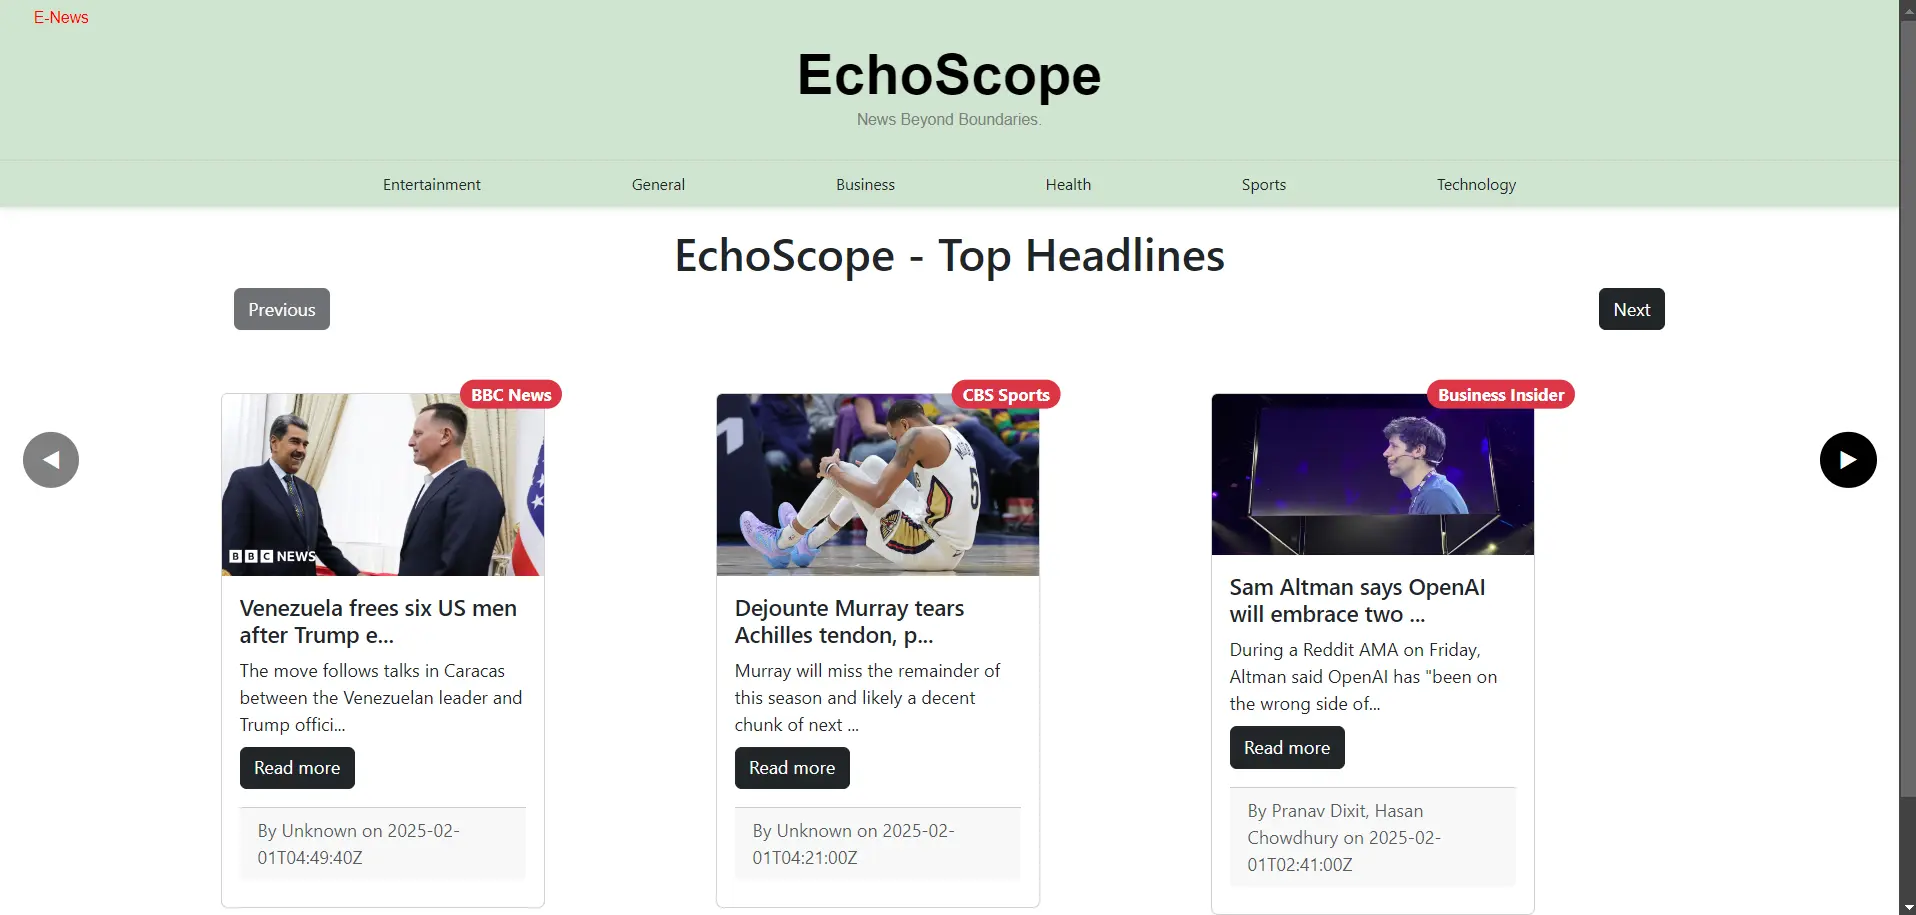 E-News
EchoScope
News Beyond Boundaries.
Entertainment General Business Health Sports Technology
EchoScope - Top Headlines
Previous Next
BBC News
BBC NEWS
Venezuela frees six US men
after Trump e...
The move follows talks in Caracas
between the Venezuelan leader and
Trump offici...
Read more
By Unknown on 2025-02-
01T04:49:40Z
CBS Sports
5
Dejounte Murray tears
Achilles tendon, p...
Murray will miss the remainder of
this season and likely a decent
chunk of next ...
Read more
By Unknown on 2025-02-
01T04:21:00Z
Business Insider
Sam Altman says OpenAI
will embrace two ...
During a Reddit AMA on Friday,
Altman said OpenAI has "been on
the wrong side of...
Read more
By Pranav Dixit, Hasan
Chowdhury on 2025-02-
01T02:41:00Z